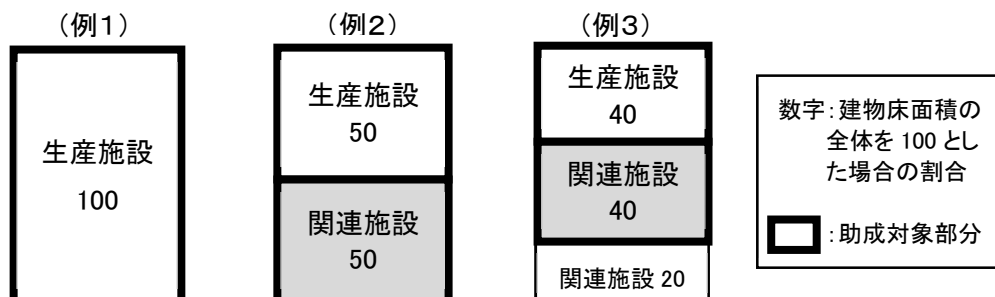 （例１）
生産施設
100
（例２）
生産施設
50
関連施設
50
（例３）
生産施設
40
関連施設
40
関連施設 20
数字：建物床面積の
全体を 100 とし
た場合の割合
：助成対象部分